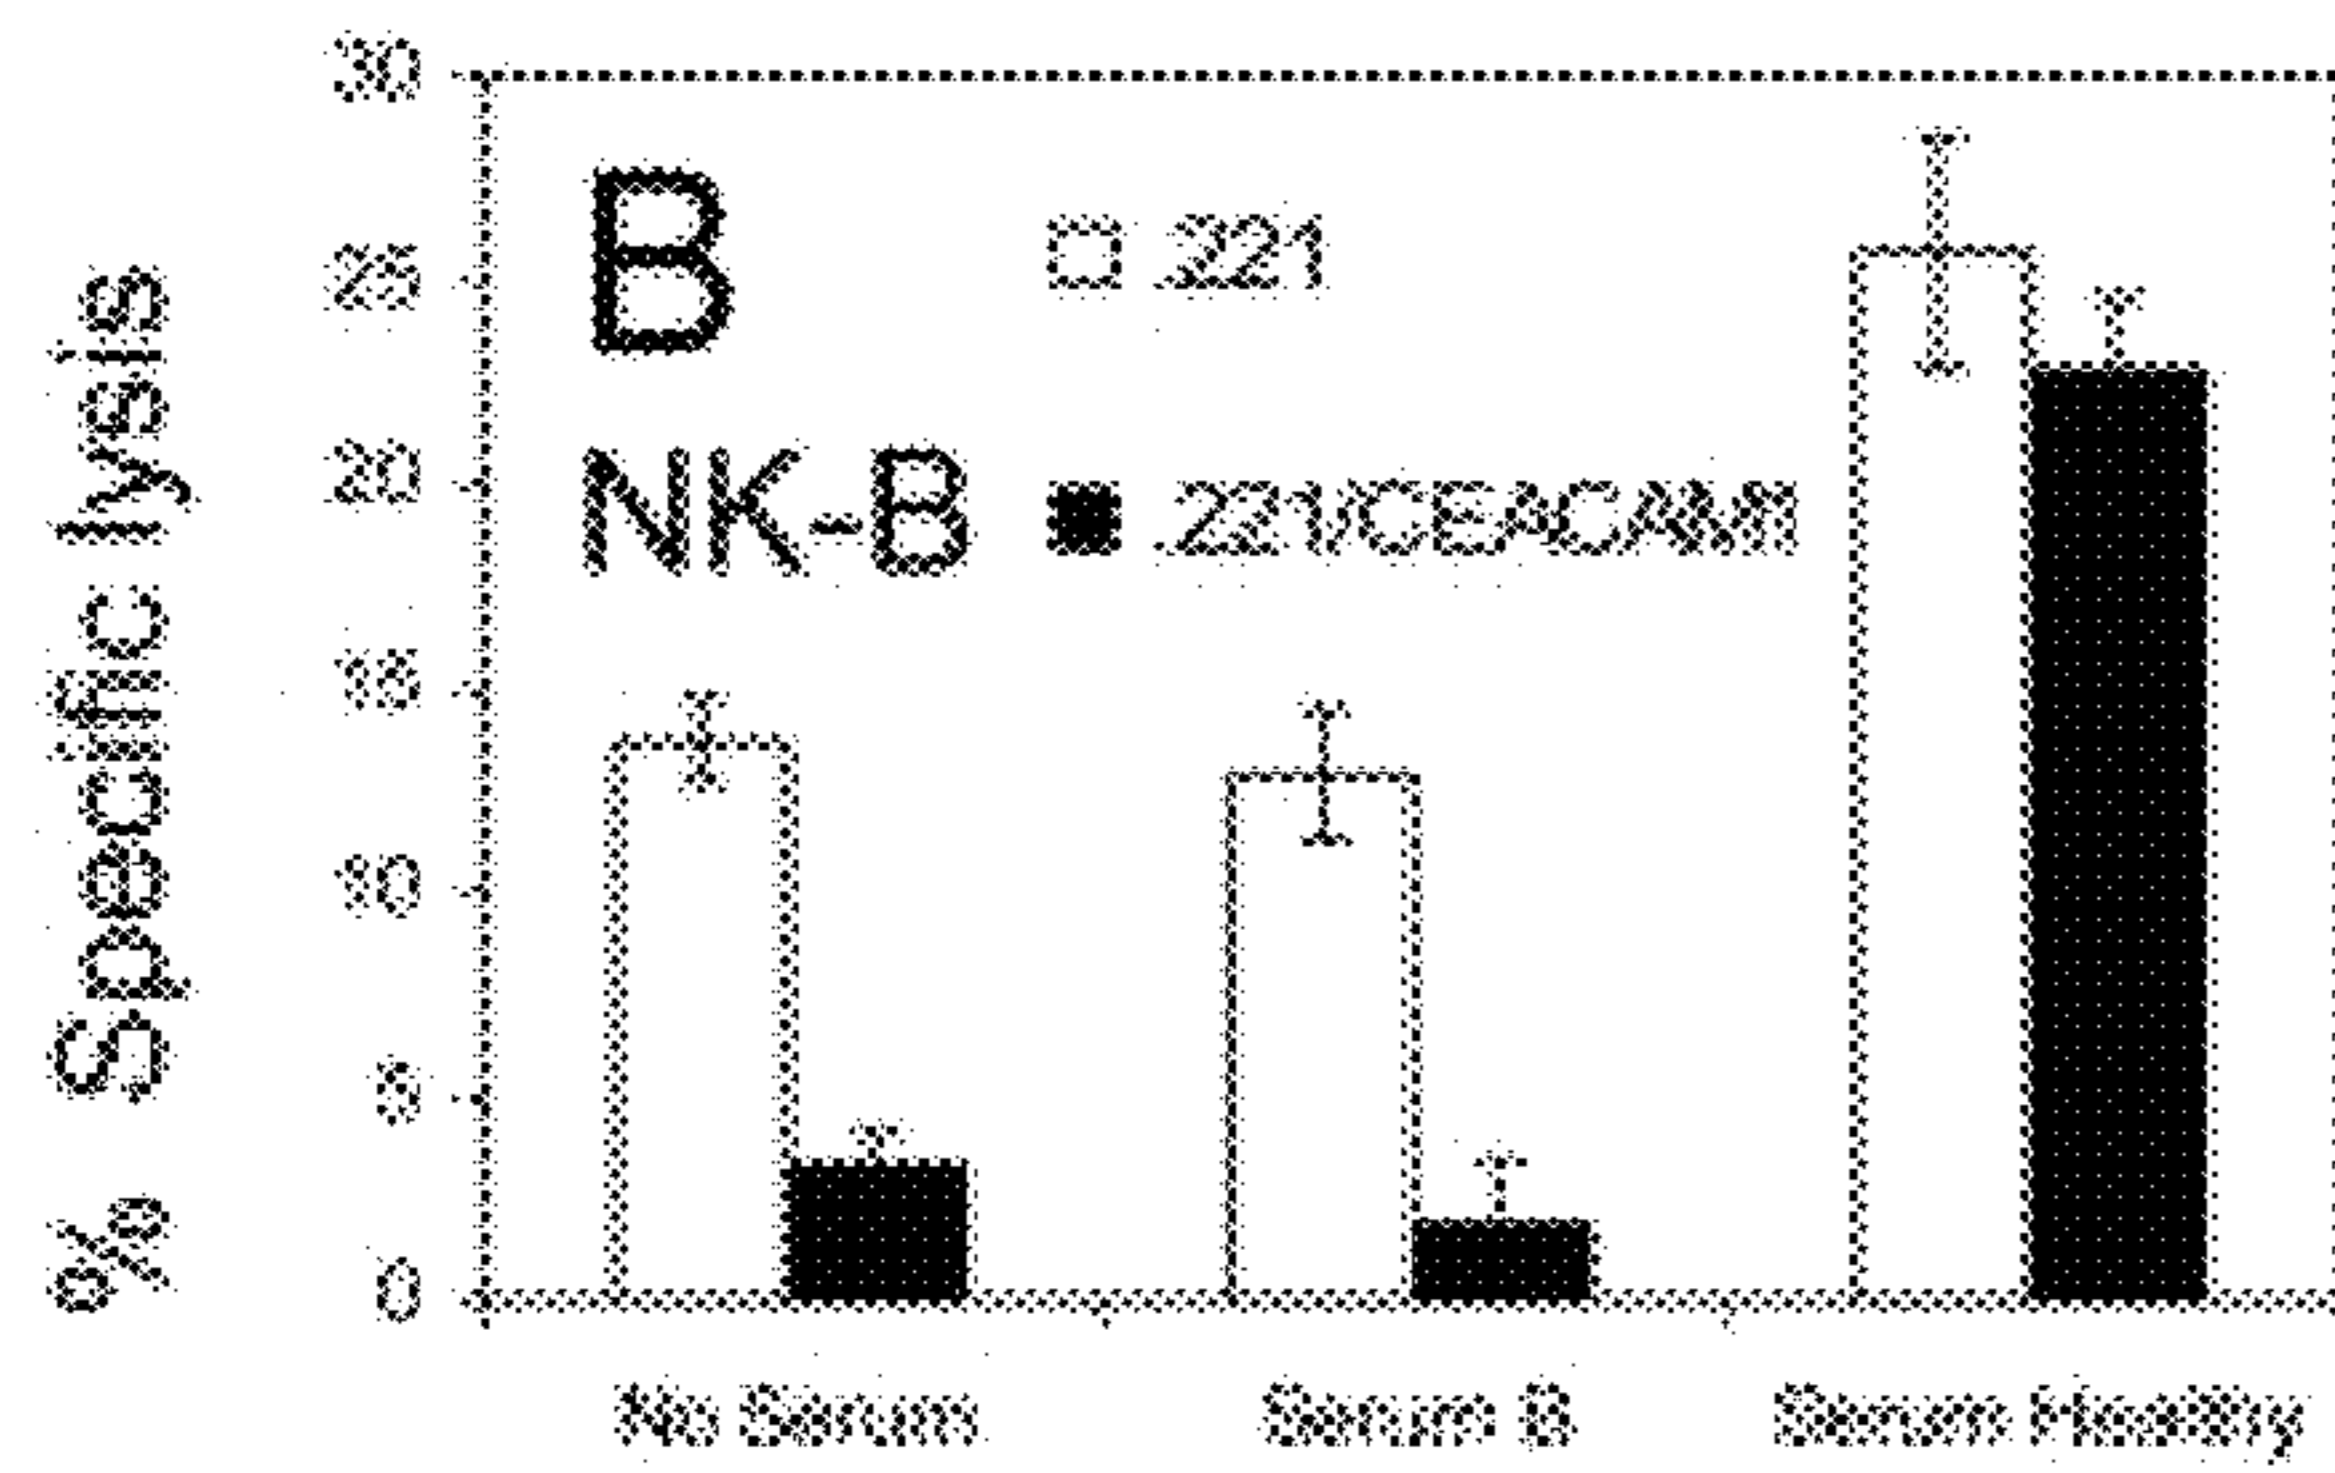 % Specific lysis
30
25
20
15
10
5
0
B
NK-B
.221
.221/CEACAM1
No Serum
Serum B
Serum Healthy